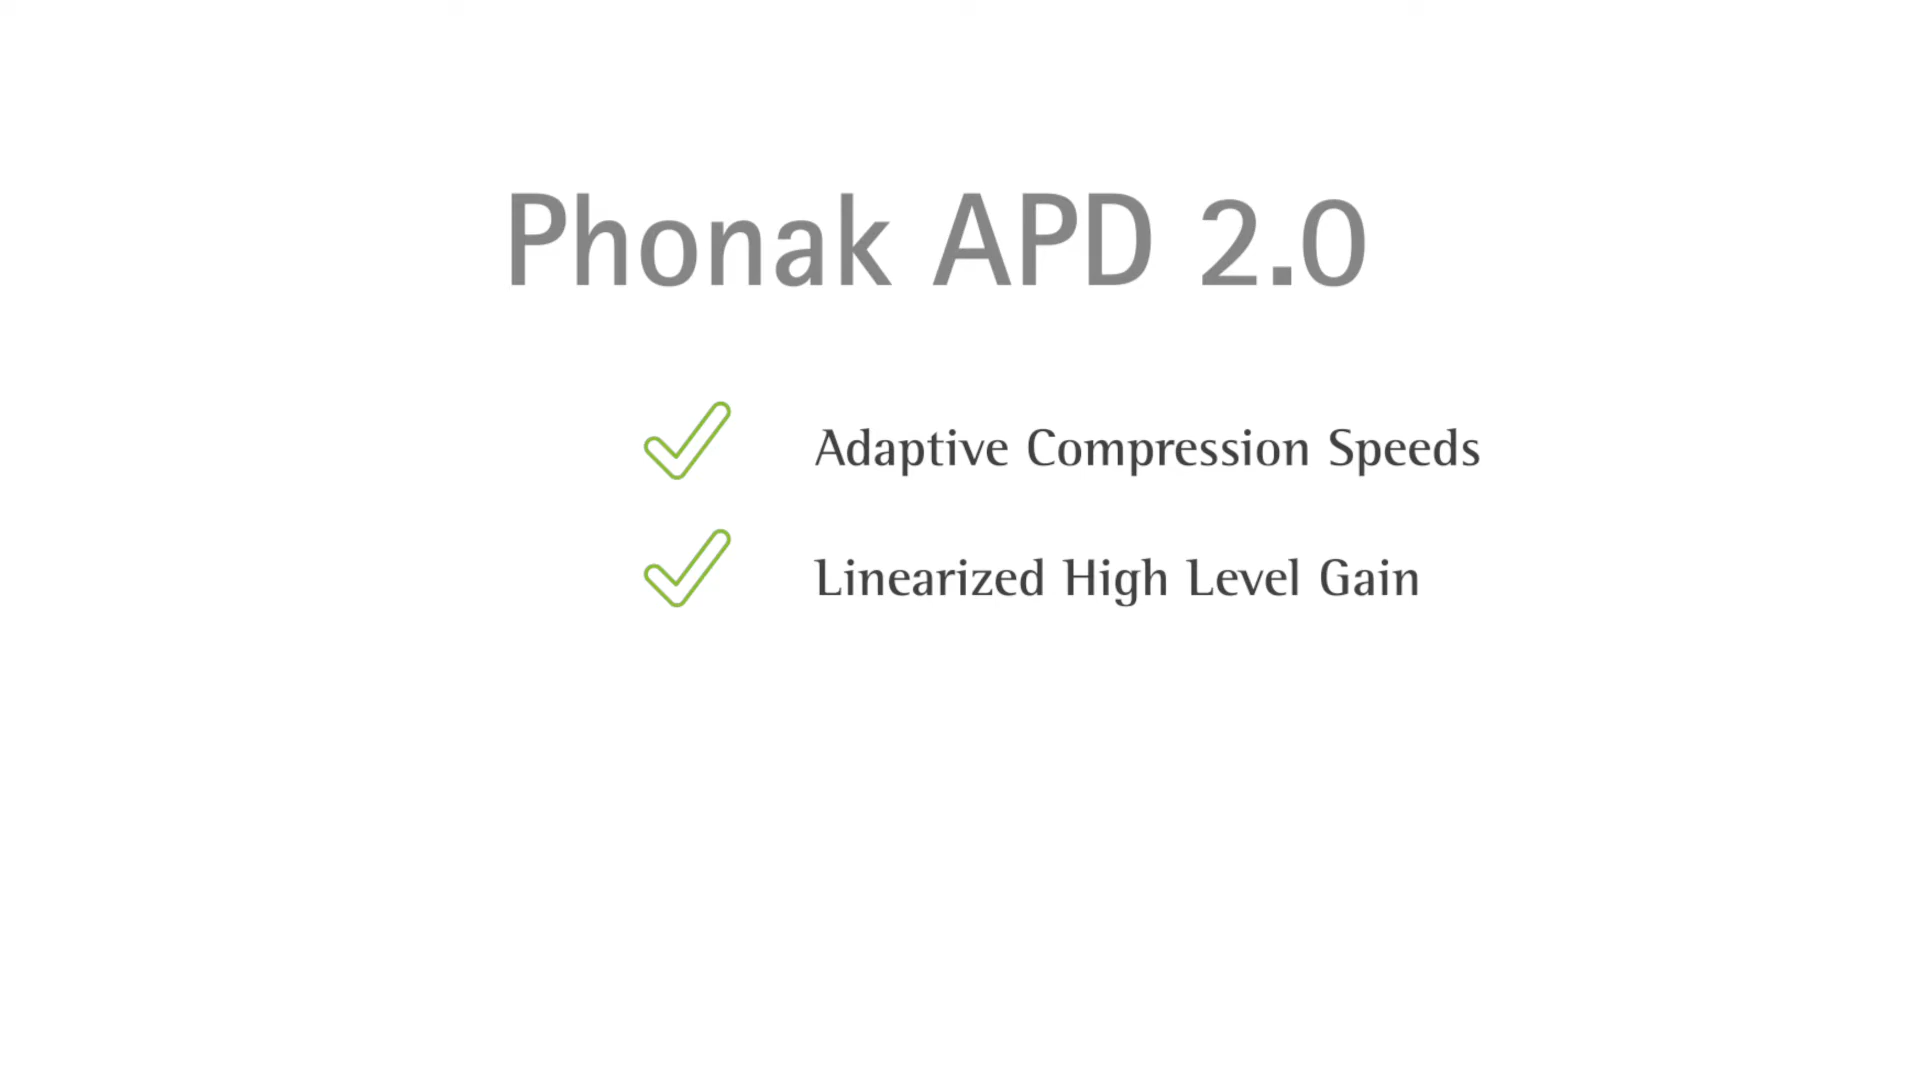 Phonak APD 2.0
Adaptive Compression Speeds
Linearized High Level Gain